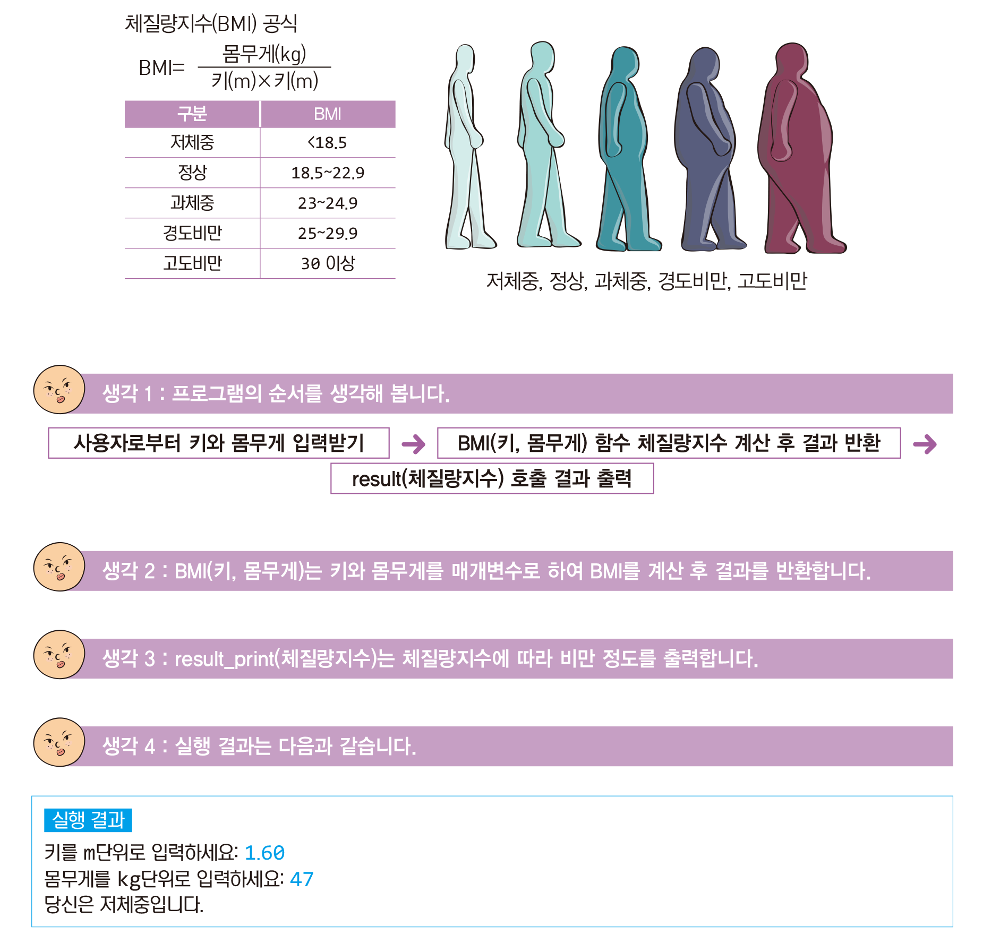 체질량지수(BMI) 공식
BMI= 몸무게(kg)
키(m)×키(m)
구분 BMI
저체중 <18.5
정상 18.5~22.9
과체중 23~24.9
경도비만 25~29.9
고도비만 30 이상
저체중, 정상, 과체중, 경도비만, 고도비만
생각 1 : 프로그램의 순서를 생각해 봅니다.
사용자로부터 키와 몸무게 입력받기 → BMI(키, 몸무게) 함수 체질량지수 계산 후 결과 반환 →
result(체질량지수) 호출 결과 출력
생각 2 : BMI(키, 몸무게)는 키와 몸무게를 매개변수로 하여 BMI를 계산 후 결과를 반환합니다.
생각 3 : result_print(체질량지수)는 체질량지수에 따라 비만 정도를 출력합니다.
생각 4 : 실행 결과는 다음과 같습니다.
실행 결과
키를 m단위로 입력하세요: 1.60
몸무게를 kg단위로 입력하세요: 47
당신은 저체중입니다.